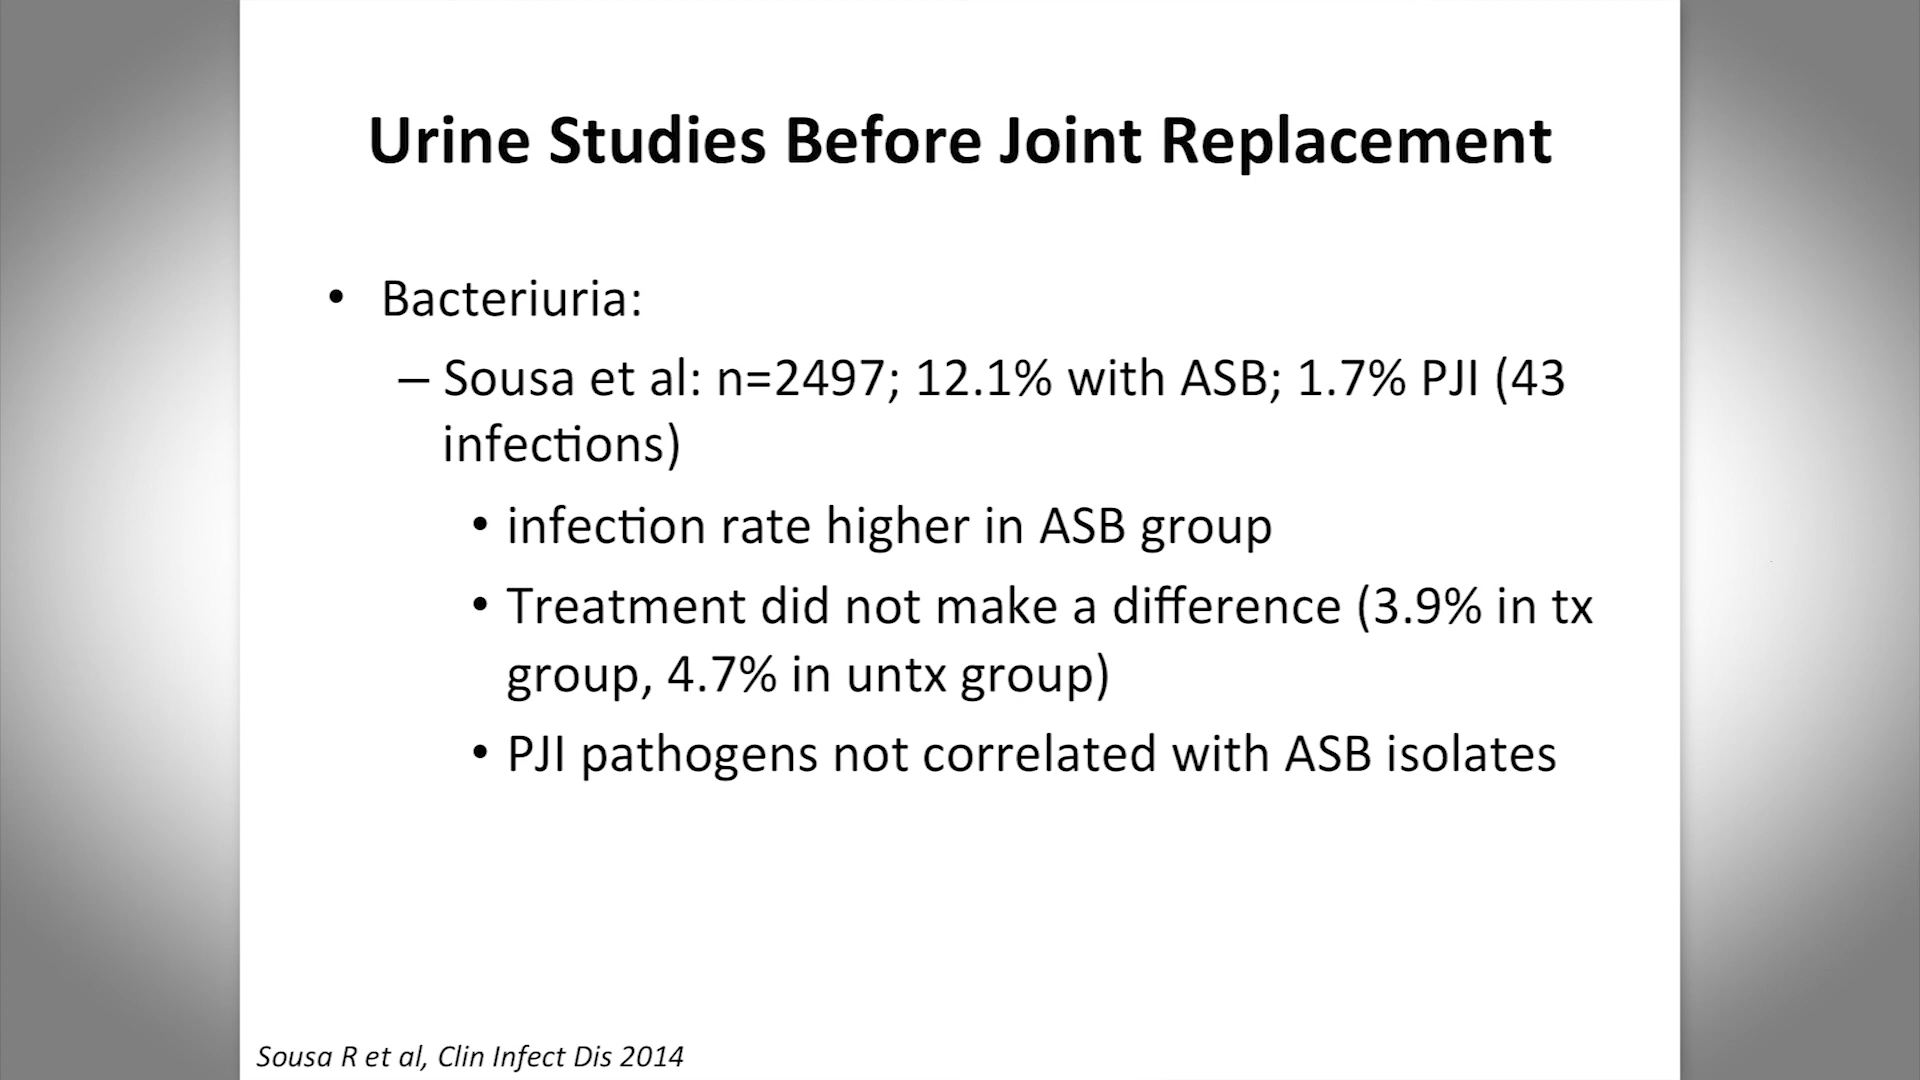 Urine Studies Before Joint Replacement
• Bacteriuria:
– Sousa et al: n=2497; 12.1% with ASB; 1.7% PJI (43
infections)
• infection rate higher in ASB group
• Treatment did not make a difference (3.9% in tx
group, 4.7% in untx group)
• PJI pathogens not correlated with ASB isolates
Sousa R et al, Clin Infect Dis 2014